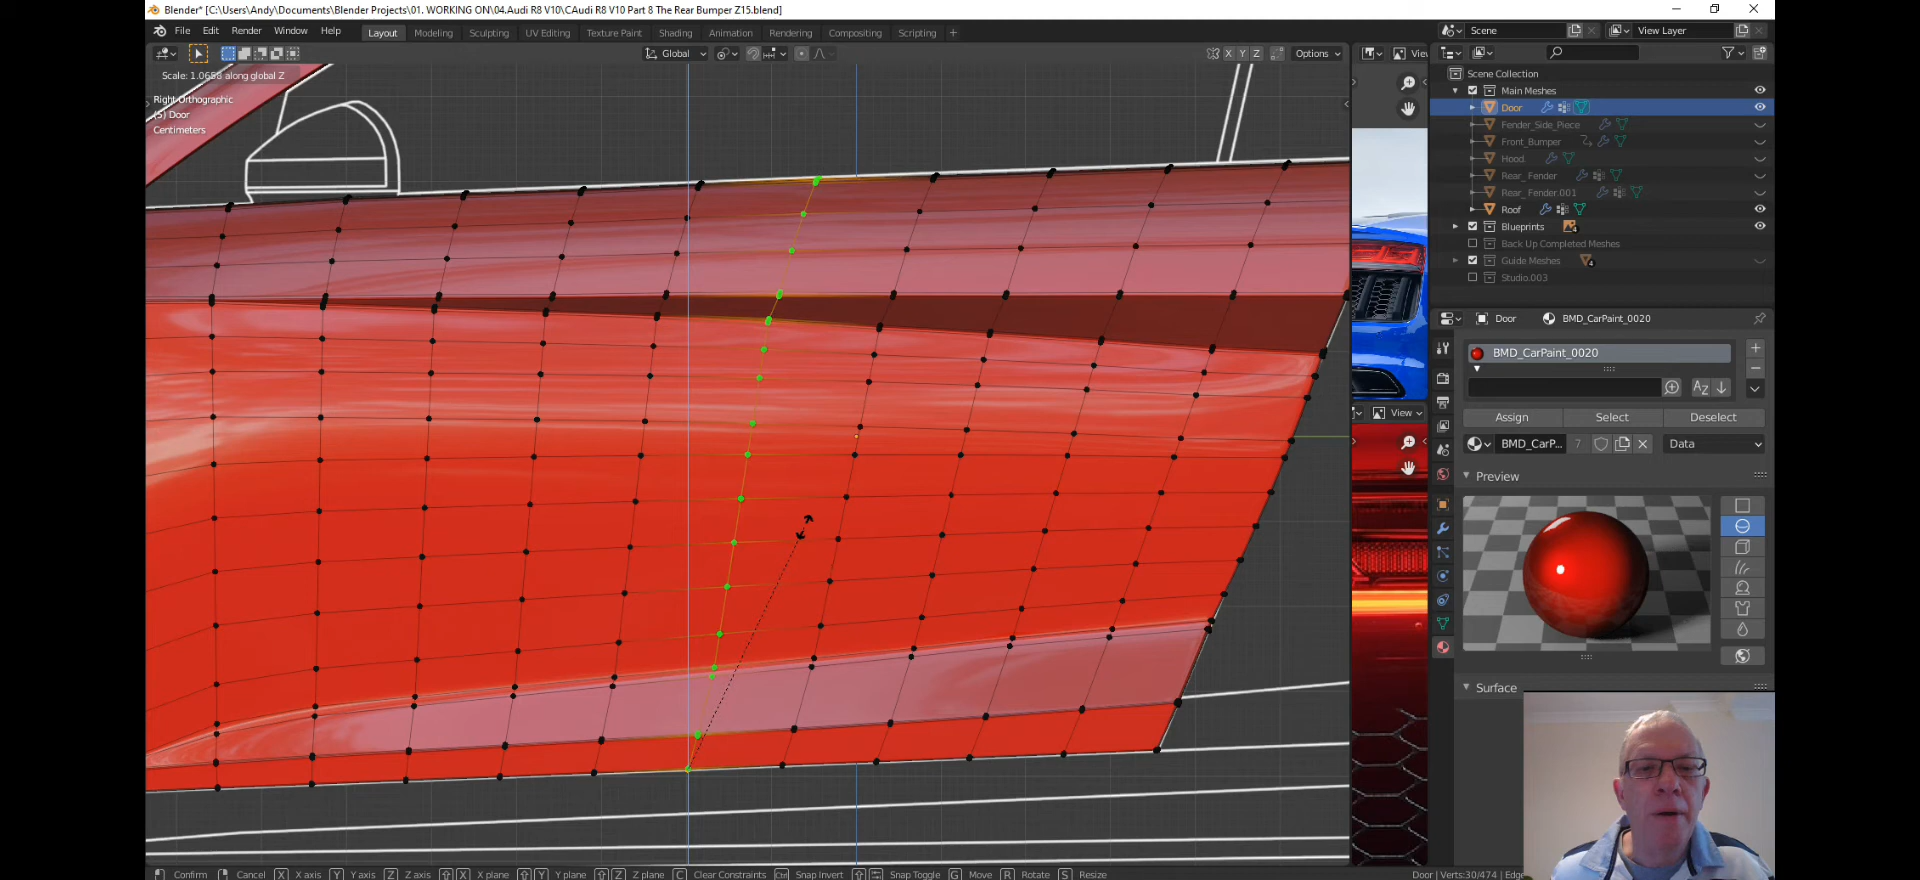 Blender* [C:\Users\Andy\Documents\Blender Projects\01. WORKING ON\04.Audi R8 V10\CAudi R8 V10 Part 8 The Rear Bumper Z15.blend]
File Edit Render Window Help Layout Modeling Sculpting UV Editing Texture Paint Shading Animation Rendering Compositing Scripting + Scene View Layer
Global X Y Z Options
Scale: 1.0658 along global Z
Right Orthographic
(5) Door
Centimeters
Scene Collection
Main Meshes
Door
Fender_Side_Piece
Front_Bumper
Hood
Rear_Fender
Rear_Fender.001
Roof
Blueprints
Back Up Completed Meshes
Guide Meshes
Studio.003
Door BMD_CarPaint_0020
BMD_CarPaint_0020
View
Assign Select Deselect
BMD_CarP... 7 Data
Preview
Surface
Confirm Cancel X X axis Y Y axis Z Z axis X X plane Y Y plane Z Z plane C Clear Constraints Ctrl Snap Invert Snap Toggle G Move R Rotate S Resize Door | Verts:30/474 | Edge